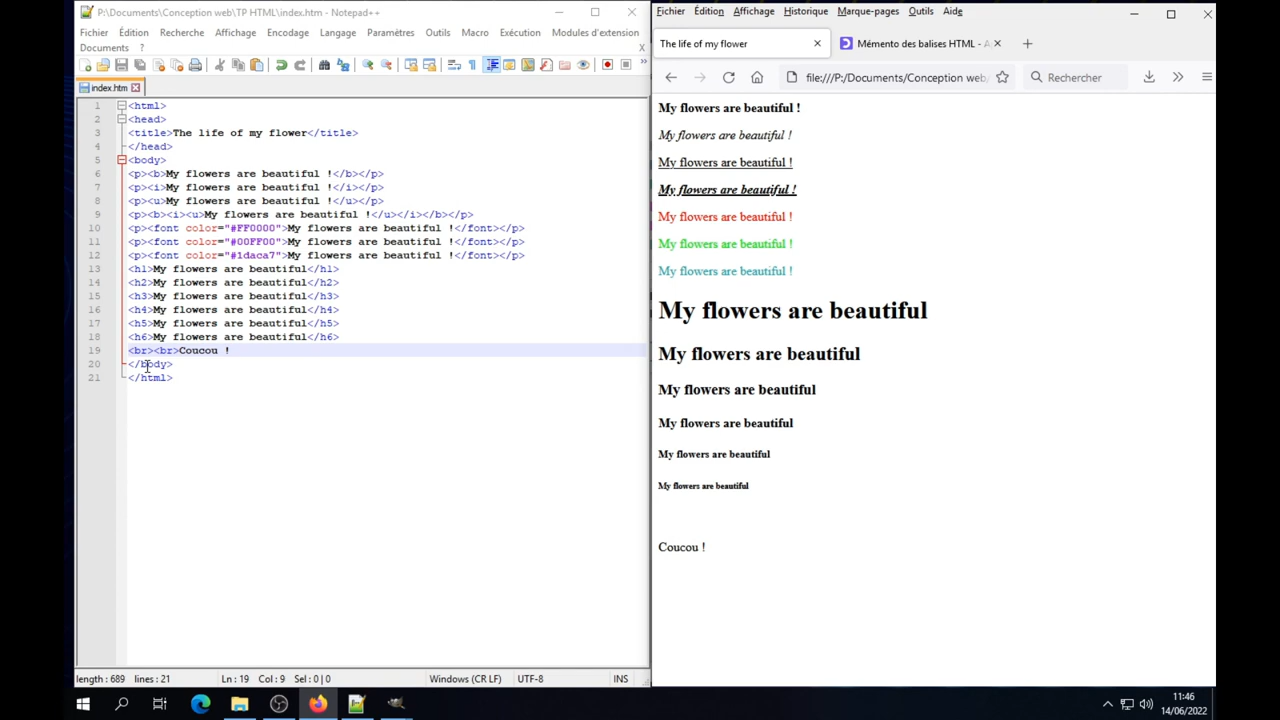 P:\Documents\Conception web\TP HTML\index.htm - Notepad++
Fichier Édition Recherche Affichage Encodage Langage Paramètres Outils Macro Exécution Modules d'extension
Documents ? X
index.htm
1 <html>
2 <head>
3 <title>The life of my flower</title>
4 </head>
5 <body>
6 <p><b>My flowers are beautiful !</b></p>
7 <p><i>My flowers are beautiful !</i></p>
8 <p><u>My flowers are beautiful !</u></p>
9 <p><b><i><u>My flowers are beautiful !</u></i></b></p>
10 <p><font color="#FF0000">My flowers are beautiful !</font></p>
11 <p><font color="#00FF00">My flowers are beautiful !</font></p>
12 <p><font color="#1daca7">My flowers are beautiful !</font></p>
13 <h1>My flowers are beautiful</h1>
14 <h2>My flowers are beautiful</h2>
15 <h3>My flowers are beautiful</h3>
16 <h4>My flowers are beautiful</h4>
17 <h5>My flowers are beautiful</h5>
18 <h6>My flowers are beautiful</h6>
19 <br><br>Coucou !
20 </body>
21 </html>
length : 689 lines : 21 Ln : 19 Col : 9 Sel : 0 | 0 Windows (CR LF) UTF-8 INS
Fichier Édition Affichage Historique Marque-pages Outils Aide
The life of my flower
Mémento des balises HTML - A
file:///P:/Documents/Conception web/
Rechercher
My flowers are beautiful !
My flowers are beautiful !
My flowers are beautiful !
My flowers are beautiful !
My flowers are beautiful !
My flowers are beautiful !
My flowers are beautiful !
My flowers are beautiful
My flowers are beautiful
My flowers are beautiful
My flowers are beautiful
My flowers are beautiful
My flowers are beautiful
Coucou !
11:46
14/06/2022